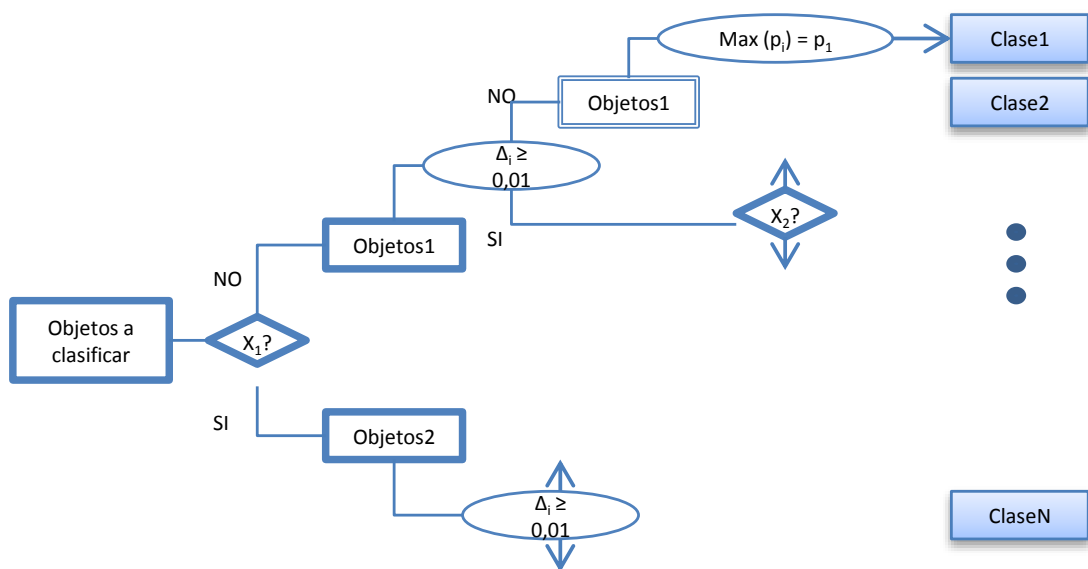 Max (pᵢ) = p₁
Clase1
NO
Objetos1
Clase2
Δᵢ ≥
0,01
X₂?
SI
Objetos1
NO
Objetos a
clasificar
X₁?
SI
Objetos2
Δᵢ ≥
0,01
ClaseN